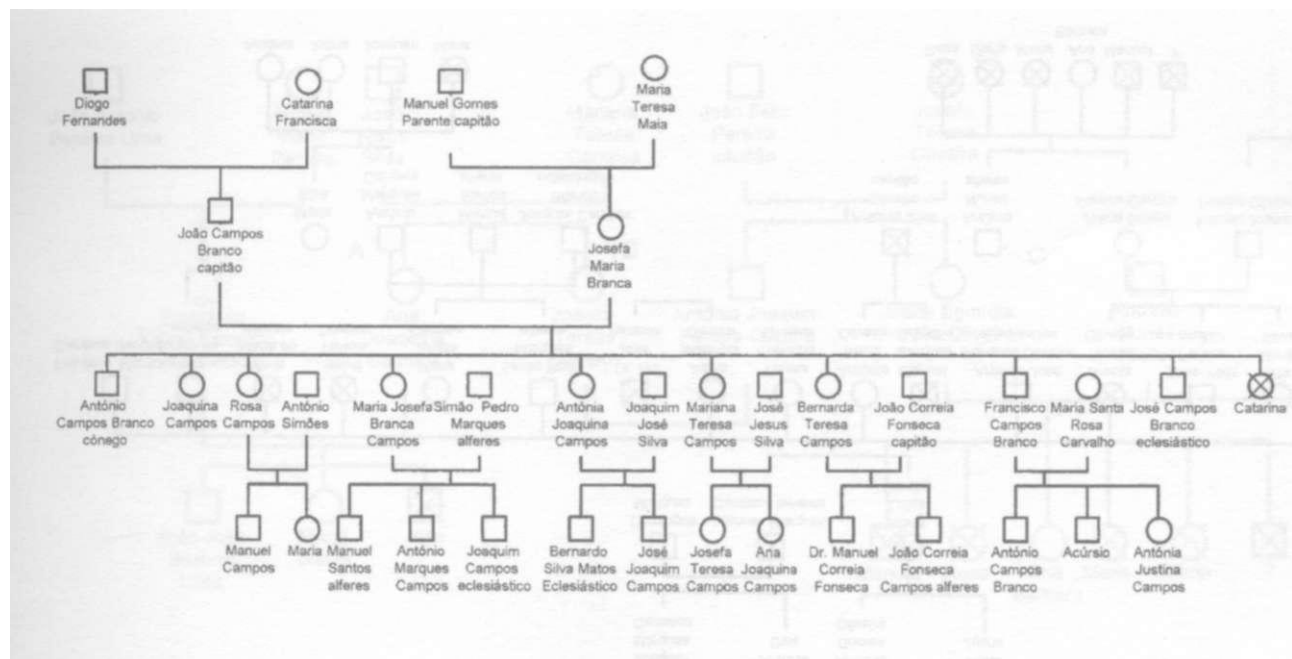 Diogo
Fernandes
Catarina
Francisca
Manuel Gomes
Parente capitão
Maria
Teresa
Maia
João Campos
Branco
capitão
Josefa
Maria
Branca
António
Campos Branco
cónego
Joaquina
Campos
Rosa
Campos
António
Simões
Maria Josefa
Branca
Campos
Simão Pedro
Marques
alferes
Antónia
Joaquina
Campos
Joaquim
José
Silva
Mariana
Teresa
Campos
José
Jesus
Silva
Bernarda
Teresa
Campos
João Correia
Fonseca
capitão
Francisco
Campos
Branco
Maria Santa
Rosa
Carvalho
José Campos
Branco
eclesiástico
Catarina
Manuel
Campos
Maria
Manuel
Santos
alferes
António
Marques
Campos
Joaquim
Campos
eclesiástico
Bernardo
Silva Matos
Eclesiástico
José
Joaquim
Campos
Josefa
Teresa
Campos
Ana
Joaquina
Campos
Dr. Manuel
Correia
Fonseca
João Correia
Fonseca
Campos alferes
António
Campos
Branco
Acúrsio
Antónia
Justina
Campos